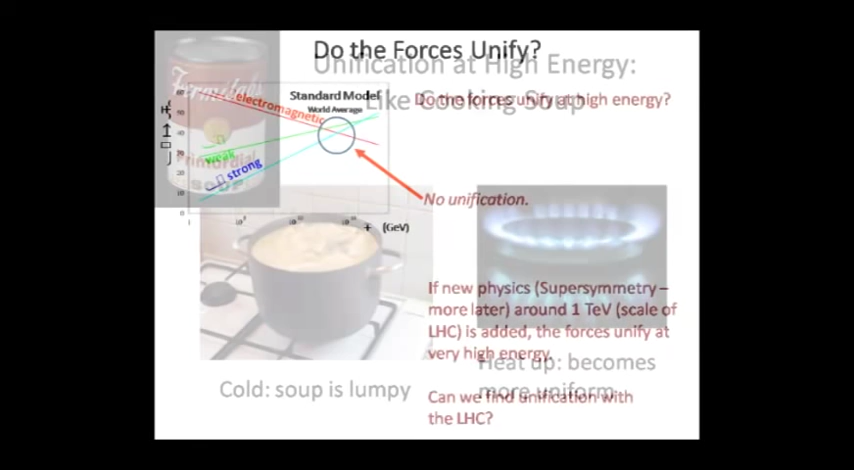 Do the Forces Unify?
Unification at High Energy:
Like Cooking Soup
Do the forces unify at high energy?
Standard Model
World Average
electromagnetic
weak
strong
Primordial
SOUP
No unification.
(GeV)
If new physics (Supersymmetry –
more later) around 1 TeV (scale of
LHC) is added, the forces unify at
very high energy.
Heat up: becomes
more uniform
Cold: soup is lumpy
Can we find unification with
the LHC?